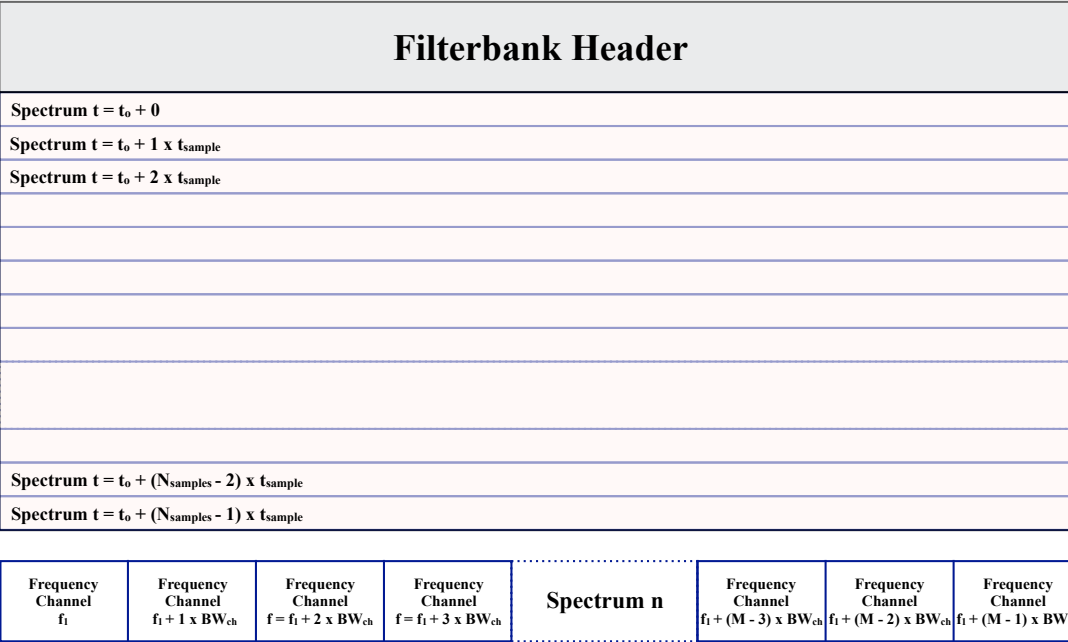 Filterbank Header
Spectrum t = tₒ + 0
Spectrum t = tₒ + 1 x tsample
Spectrum t = tₒ + 2 x tsample
Spectrum t = tₒ + (Nsamples - 2) x tsample
Spectrum t = tₒ + (Nsamples - 1) x tsample
Frequency
Channel
f₁
Frequency
Channel
f₁ + 1 x BWch
Frequency
Channel
f = f₁ + 2 x BWch
Frequency
Channel
f = f₁ + 3 x BWch
Spectrum n
Frequency
Channel
f₁ + (M - 3) x BWch
Frequency
Channel
f₁ + (M - 2) x BWch
Frequency
Channel
f₁ + (M - 1) x BW